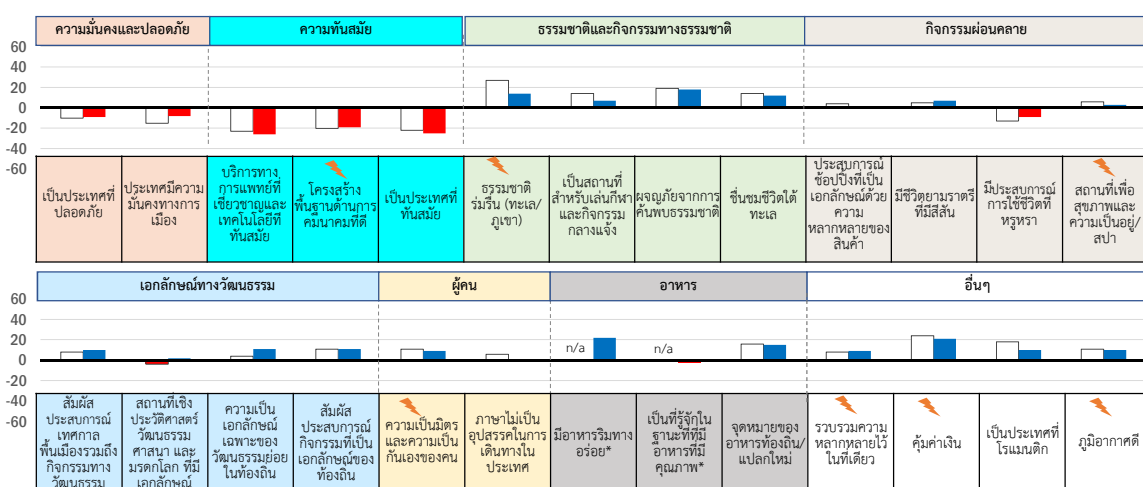 ความมั่นคงและปลอดภัย
ความทันสมัย
ธรรมชาติและกิจกรรมทางธรรมชาติ
กิจกรรมผ่อนคลาย
60
40
20
0
-20
-40
-60
เป็นประเทศที่
ปลอดภัย
ประเทศมีความ
มั่นคงทางการ
เมือง
บริการทาง
การแพทย์ที่
เชี่ยวชาญและ
เทคโนโลยีที่
ทันสมัย
โครงสร้าง
พื้นฐานด้านการ
คมนาคมที่ดี
เป็นประเทศที่
ทันสมัย
ธรรมชาติ
ร่มรื่น (ทะเล/
ภูเขา)
เป็นสถานที่
สำหรับเล่นกีฬา
และกิจกรรม
กลางแจ้ง
ผจญภัยจากการ
ค้นพบธรรมชาติ
ชื่นชมชีวิตใต้
ทะเล
ประสบการณ์
ช้อปปิ้งที่เป็น
เอกลักษณ์ด้วย
ความ
หลากหลายของ
สินค้า
มีชีวิตยามราตรี
ที่มีสีสัน
มีประสบการณ์
การใช้ชีวิตที่
หรูหรา
สถานที่เพื่อ
สุขภาพและ
ความเป็นอยู่/
สปา
เอกลักษณ์ทางวัฒนธรรม
ผู้คน
อาหาร
อื่นๆ
60
40
20
0
-20
-40
-60
n/a
n/a
สัมผัส
ประสบการณ์
เทศกาล
พื้นเมืองรวมถึง
กิจกรรมทาง
วัฒนธรรม
สถานที่เชิง
ประวัติศาสตร์
วัฒนธรรม
ศาสนา และ
มรดกโลก ที่มี
เอกลักษณ์
ความเป็น
เอกลักษณ์
เฉพาะของ
วัฒนธรรมย่อย
ในท้องถิ่น
สัมผัส
ประสบการณ์
กิจกรรมที่เป็น
เอกลักษณ์ของ
ท้องถิ่น
ความเป็นมิตร
และความเป็น
กันเองของคน
ภาษาไม่เป็น
อุปสรรคในการ
เดินทางใน
ประเทศ
มีอาหารริมทาง
อร่อย*
เป็นที่รู้จักใน
ฐานะที่ที่มี
อาหารที่มี
คุณภาพ*
จุดหมายของ
อาหารท้องถิ่น/
แปลกใหม่
รวบรวมความ
หลากหลายไว้
ในที่เดียว
คุ้มค่าเงิน
เป็นประเทศที่
โรแมนติก
ภูมิอากาศดี